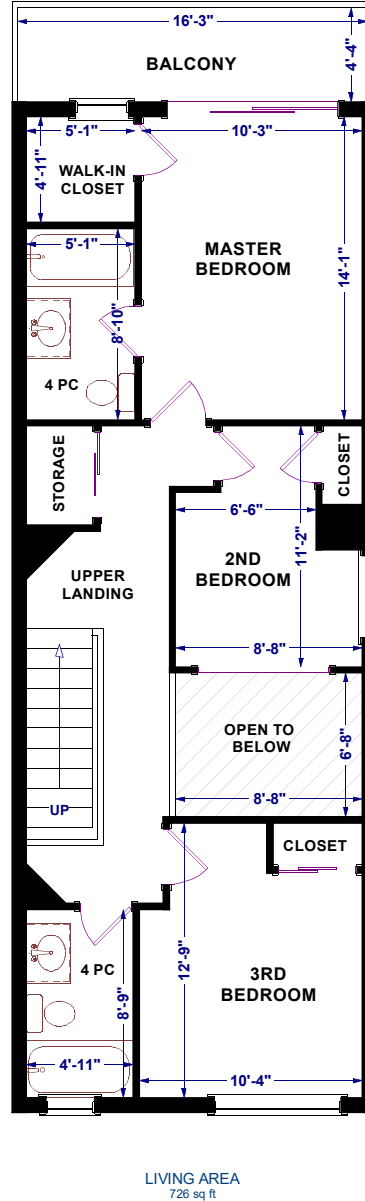 16'-3"
4'-4"
BALCONY
5'-1"
10'-3"
4'-11"
WALK-IN
CLOSET
MASTER
BEDROOM
14'-1"
5'-1"
8'-10"
4 PC
STORAGE
CLOSET
6'-6"
11'-2"
2ND
BEDROOM
UPPER
LANDING
8'-8"
OPEN TO
BELOW
6'-8"
8'-8"
UP
CLOSET
12'-9"
4 PC
8'-9"
3RD
BEDROOM
4'-11"
10'-4"
LIVING AREA
726 sq ft